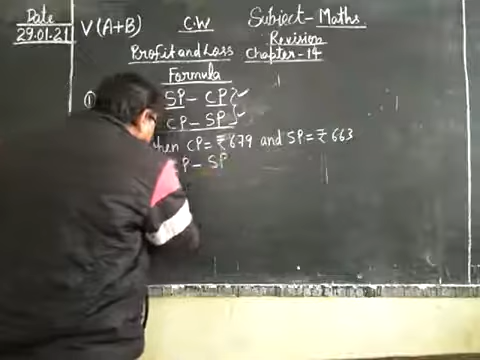 Date
29.01.21
V (A+B)
C.W
Subject - Maths
Revision
Profit and Loss Chapter - 14
Formula
① SP - CP
CP - SP
then CP = ₹ 679 and SP = ₹ 663
P - SP